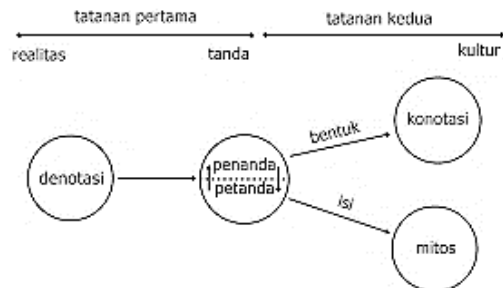 tatanan pertama tatanan kedua
realitas tanda kultur
konotasi
bentuk
denotasi
penanda
petanda
isi
mitos